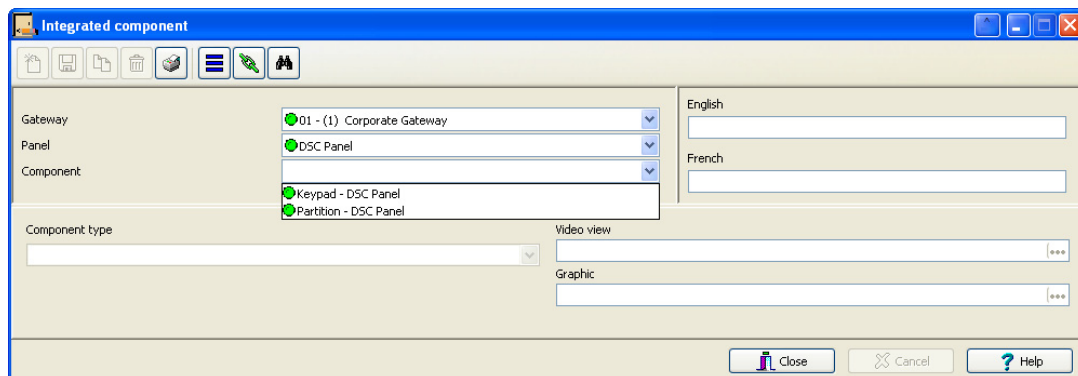 Integrated component
Gateway
01 - (1) Corporate Gateway
Panel
DSC Panel
Component
Keypad - DSC Panel
Partition - DSC Panel
English
French
Component type
Video view
Graphic
Close
Cancel
Help